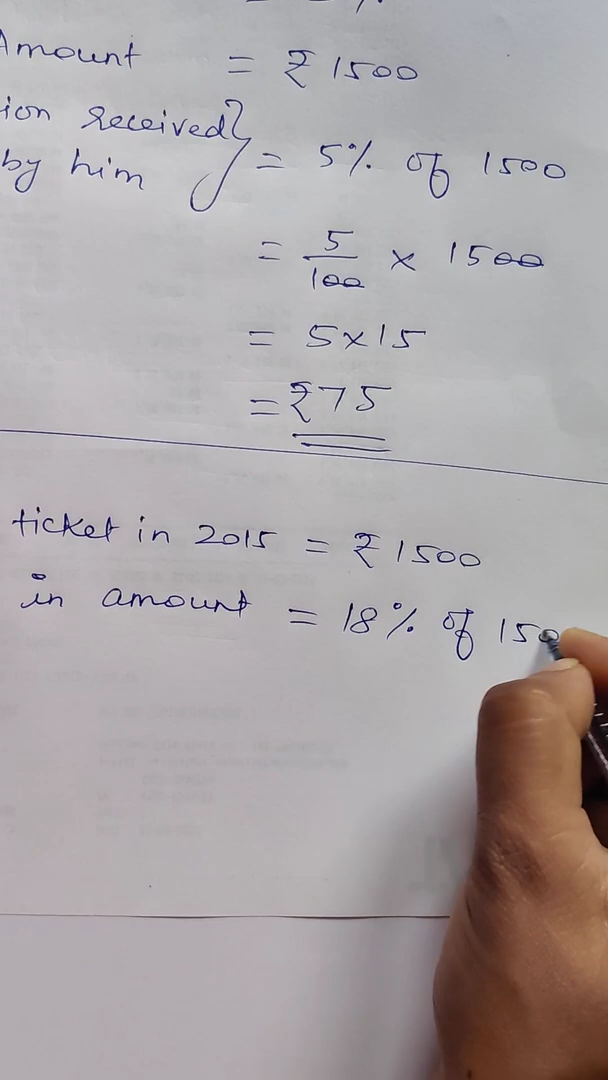 Amount = ₹ 1500
ion received
by him } = 5% of 1500
= 5/100 × 1500
= 5×15
= ₹75
ticket in 2015 = ₹1500
in amount = 18% of 150